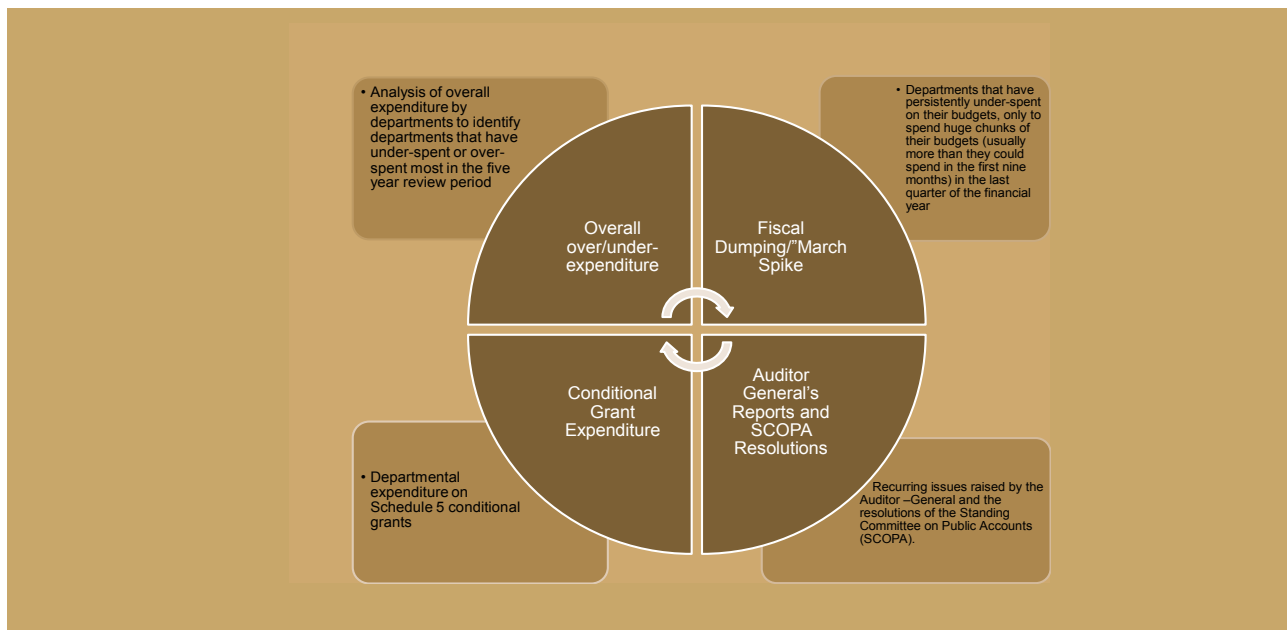 • Analysis of overall
expenditure by
departments to identify
departments that have
under-spent or over-
spent most in the five
year review period
• Departments that have
persistently under-spent
on their budgets, only to
spend huge chunks of
their budgets (usually
more than they could
spend in the first nine
months) in the last
quarter of the financial
year
Overall
over/under-
expenditure
Fiscal
Dumping/”March
Spike
Conditional
Grant
Expenditure
Auditor
General’s
Reports and
SCOPA
Resolutions
• Departmental
expenditure on
Schedule 5 conditional
grants
Recurring issues raised by the
Auditor –General and the
resolutions of the Standing
Committee on Public Accounts
(SCOPA).